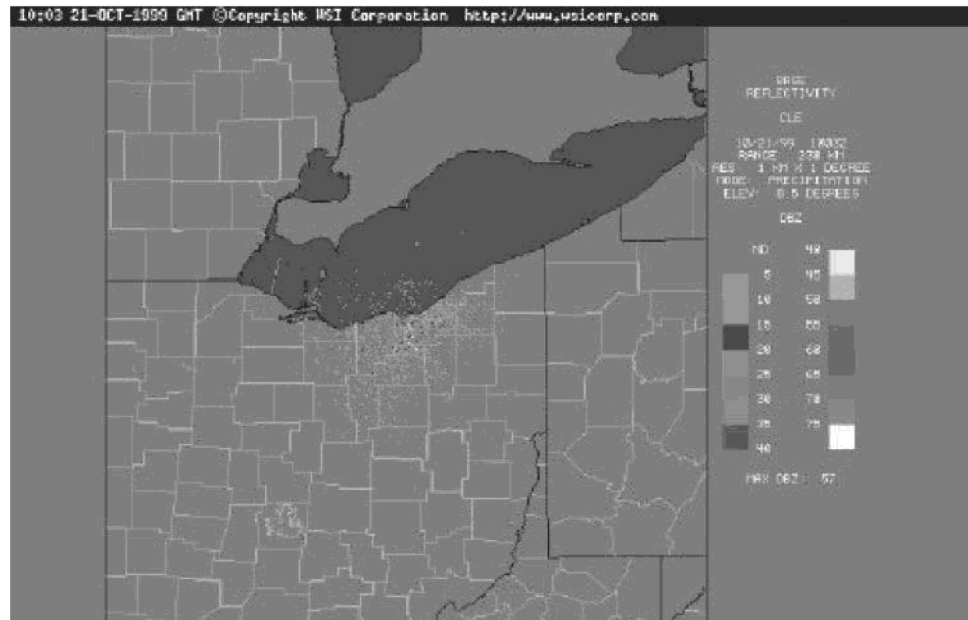 10:03 21-OCT-1999 GMT ©Copyright WSI Corporation http://www.wsicorp.com
BASE
REFLECTIVITY
CLE
10/21/99 1003Z
RANGE 230 KM
RES 1 KM X 1 DEGREE
MODE: PRECIPITATION
ELEV: 0.5 DEGREES
DBZ
ND 40
5 45
10 50
15 55
20 60
25 65
30 70
35 75
40
MAX DBZ: 57